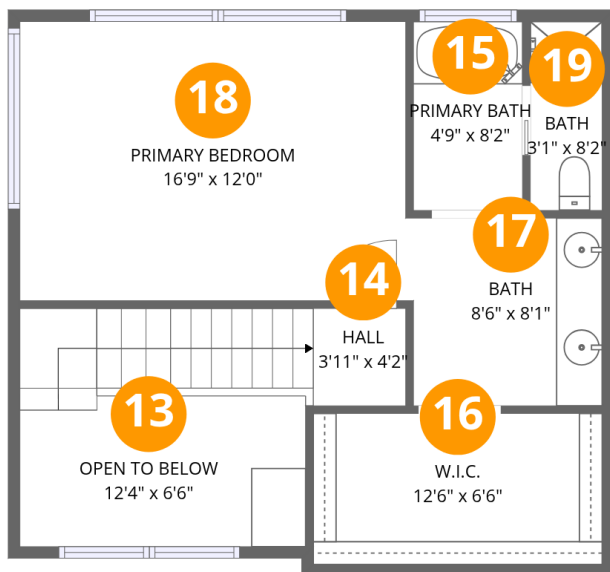 15
19
18
PRIMARY BATH
4'9" x 8'2"
BATH
3'1" x 8'2"
PRIMARY BEDROOM
16'9" x 12'0"
17
14
BATH
8'6" x 8'1"
HALL
3'11" x 4'2"
13
16
OPEN TO BELOW
12'4" x 6'6"
W.I.C.
12'6" x 6'6"